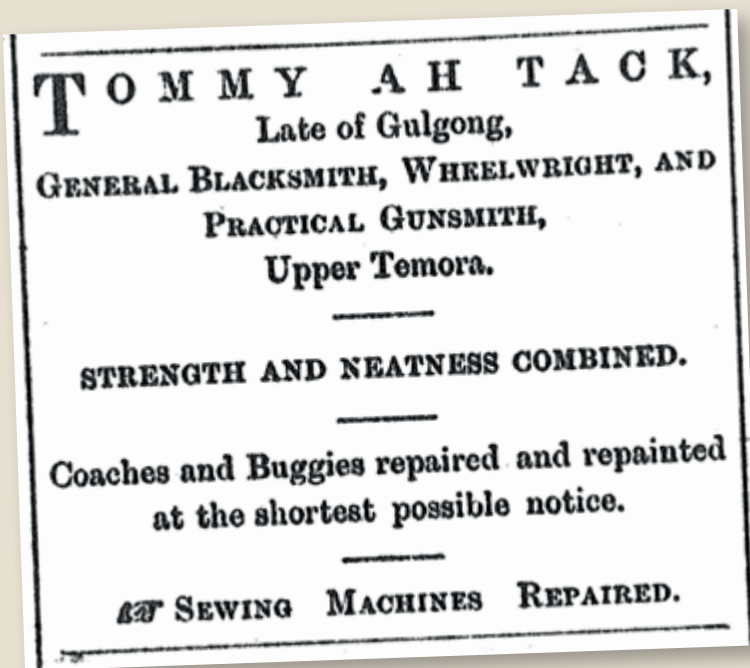 TOMMY AH TACK,
Late of Gulgong,
GENERAL BLACKSMITH, WHEELWRIGHT, AND
PRACTICAL GUNSMITH,
Upper Temora.
STRENGTH AND NEATNESS COMBINED.
Coaches and Buggies repaired and repainted
at the shortest possible notice.
☞ SEWING MACHINES REPAIRED.